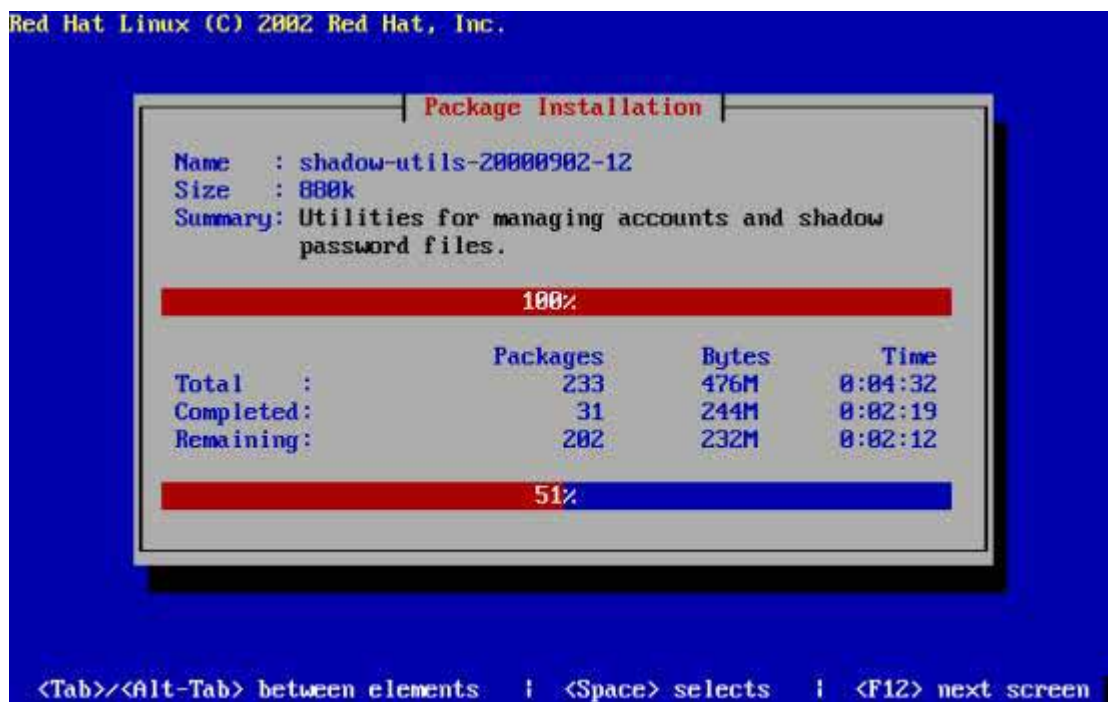 Red Hat Linux (C) 2002 Red Hat, Inc.
Package Installation
Name : shadow-utils-20000902-12
Size : 880k
Summary: Utilities for managing accounts and shadow
password files.
100%
Packages Bytes Time
Total : 233 476M 0:04:32
Completed: 31 244M 0:02:19
Remaining: 202 232M 0:02:12
51%
<Tab>/<Alt-Tab> between elements | <Space> selects | <F12> next screen